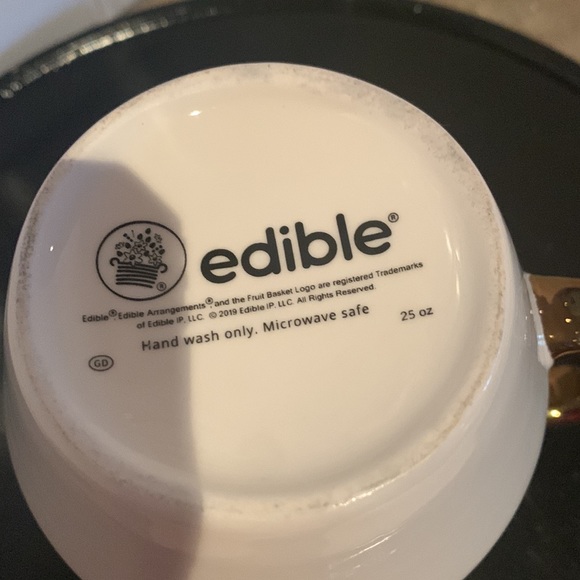 edible®
®
Edible®, Edible Arrangements®, and the Fruit Basket Logo are registered Trademarks
of Edible IP, LLC. © 2019 Edible IP, LLC. All Rights Reserved.
Hand wash only. Microwave safe
25 oz
GD